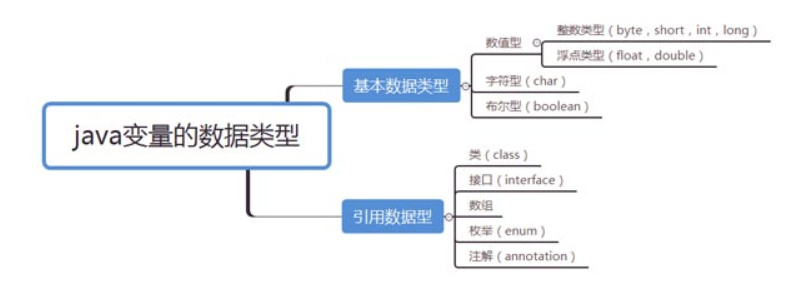 java变量的数据类型
基本数据类型
数值型
整数类型（byte，short，int，long）
浮点类型（float，double）
字符型（char）
布尔型（boolean）
引用数据型
类（class）
接口（interface）
数组
枚举（enum）
注解（annotation）